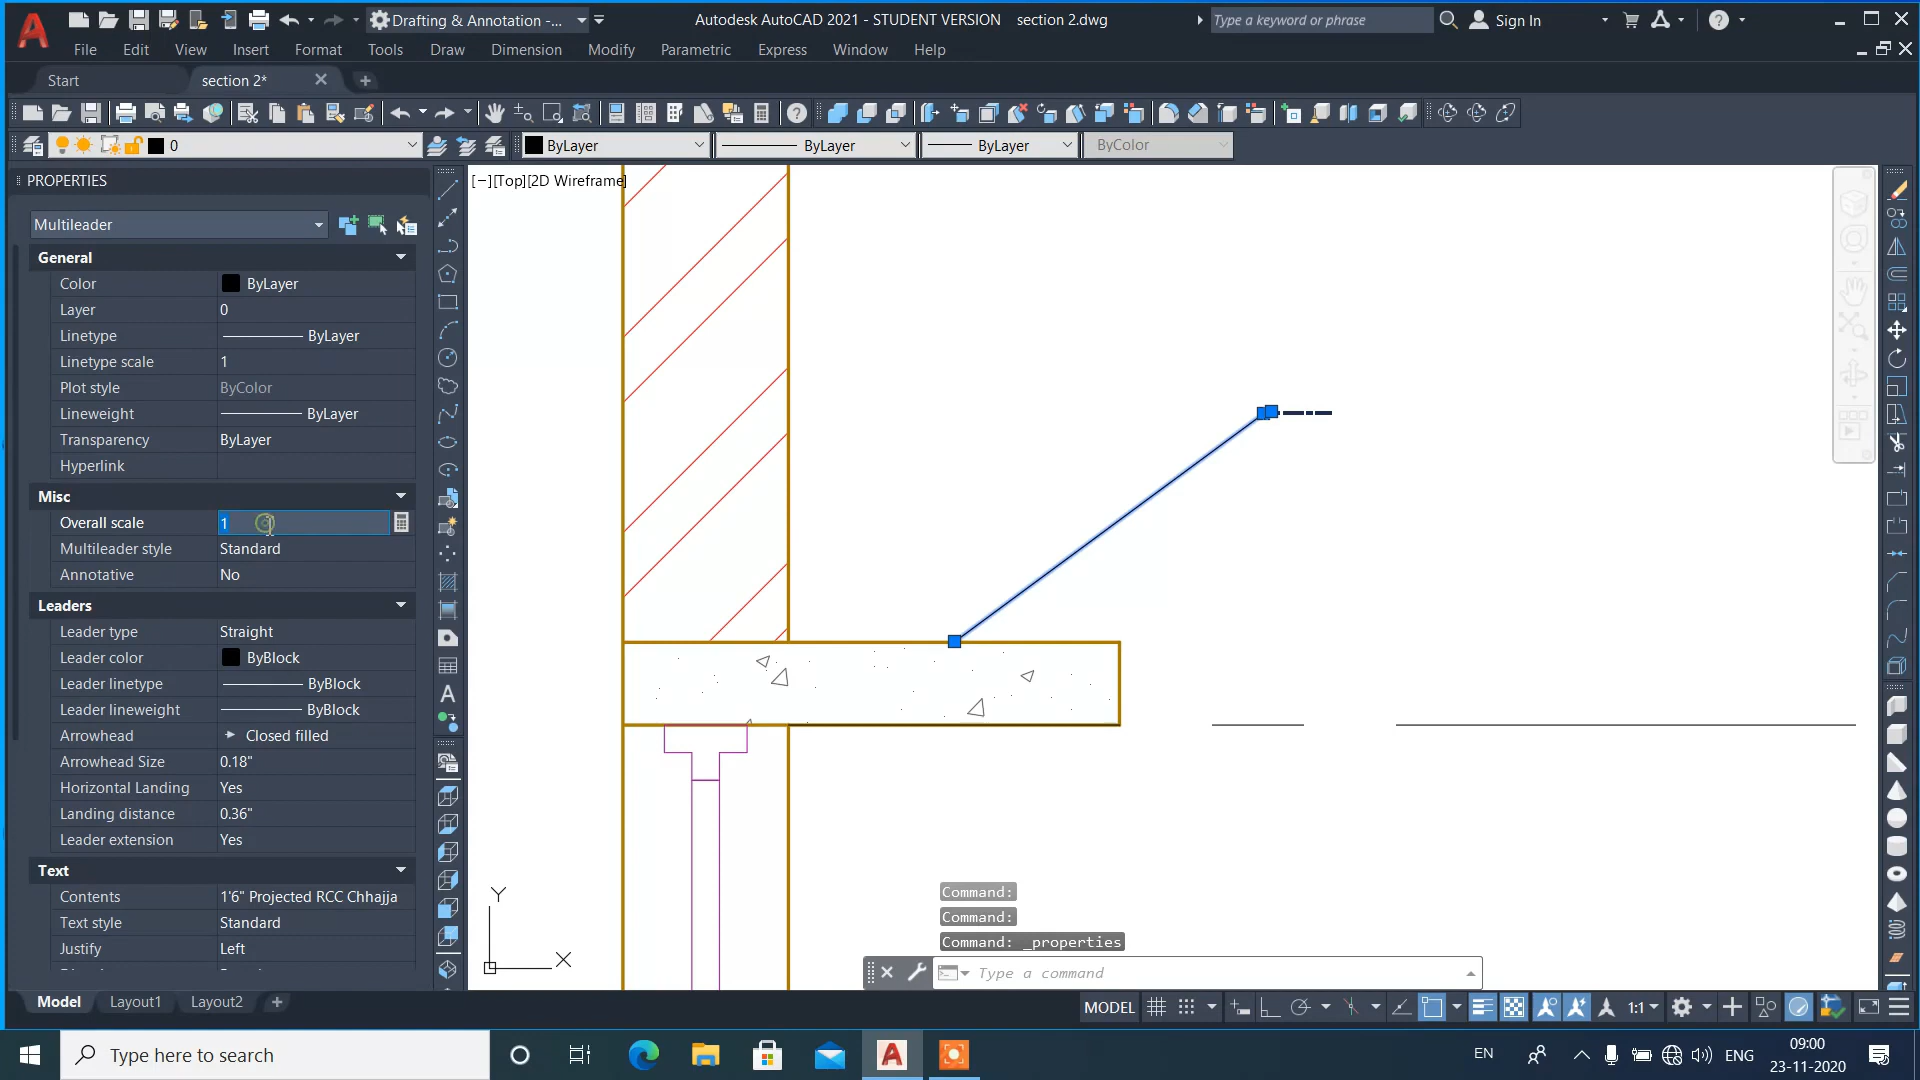 Drafting & Annotation -...
Autodesk AutoCAD 2021 - STUDENT VERSION section 2.dwg
Type a keyword or phrase
Sign In
File Edit View Insert Format Tools Draw Dimension Modify Parametric Express Window Help
Start
section 2*
0
ByLayer
ByLayer
ByLayer
ByColor
PROPERTIES
[−][Top][2D Wireframe]
Multileader
General
Color ByLayer
Layer 0
Linetype ByLayer
Linetype scale 1
Plot style ByColor
Lineweight ByLayer
Transparency ByLayer
Hyperlink
Misc
Overall scale 1
Multileader style Standard
Annotative No
Leaders
Leader type Straight
Leader color ByBlock
Leader linetype ByBlock
Leader lineweight ByBlock
Arrowhead Closed filled
Arrowhead Size 0.18"
Horizontal Landing Yes
Landing distance 0.36"
Leader extension Yes
Text
Contents 1'6" Projected RCC Chhajja
Text style Standard
Justify Left
Y
X
Command:
Command:
Command: _properties
Type a command
Model Layout1 Layout2
MODEL
1:1
Type here to search
EN
ENG
09:00
23-11-2020